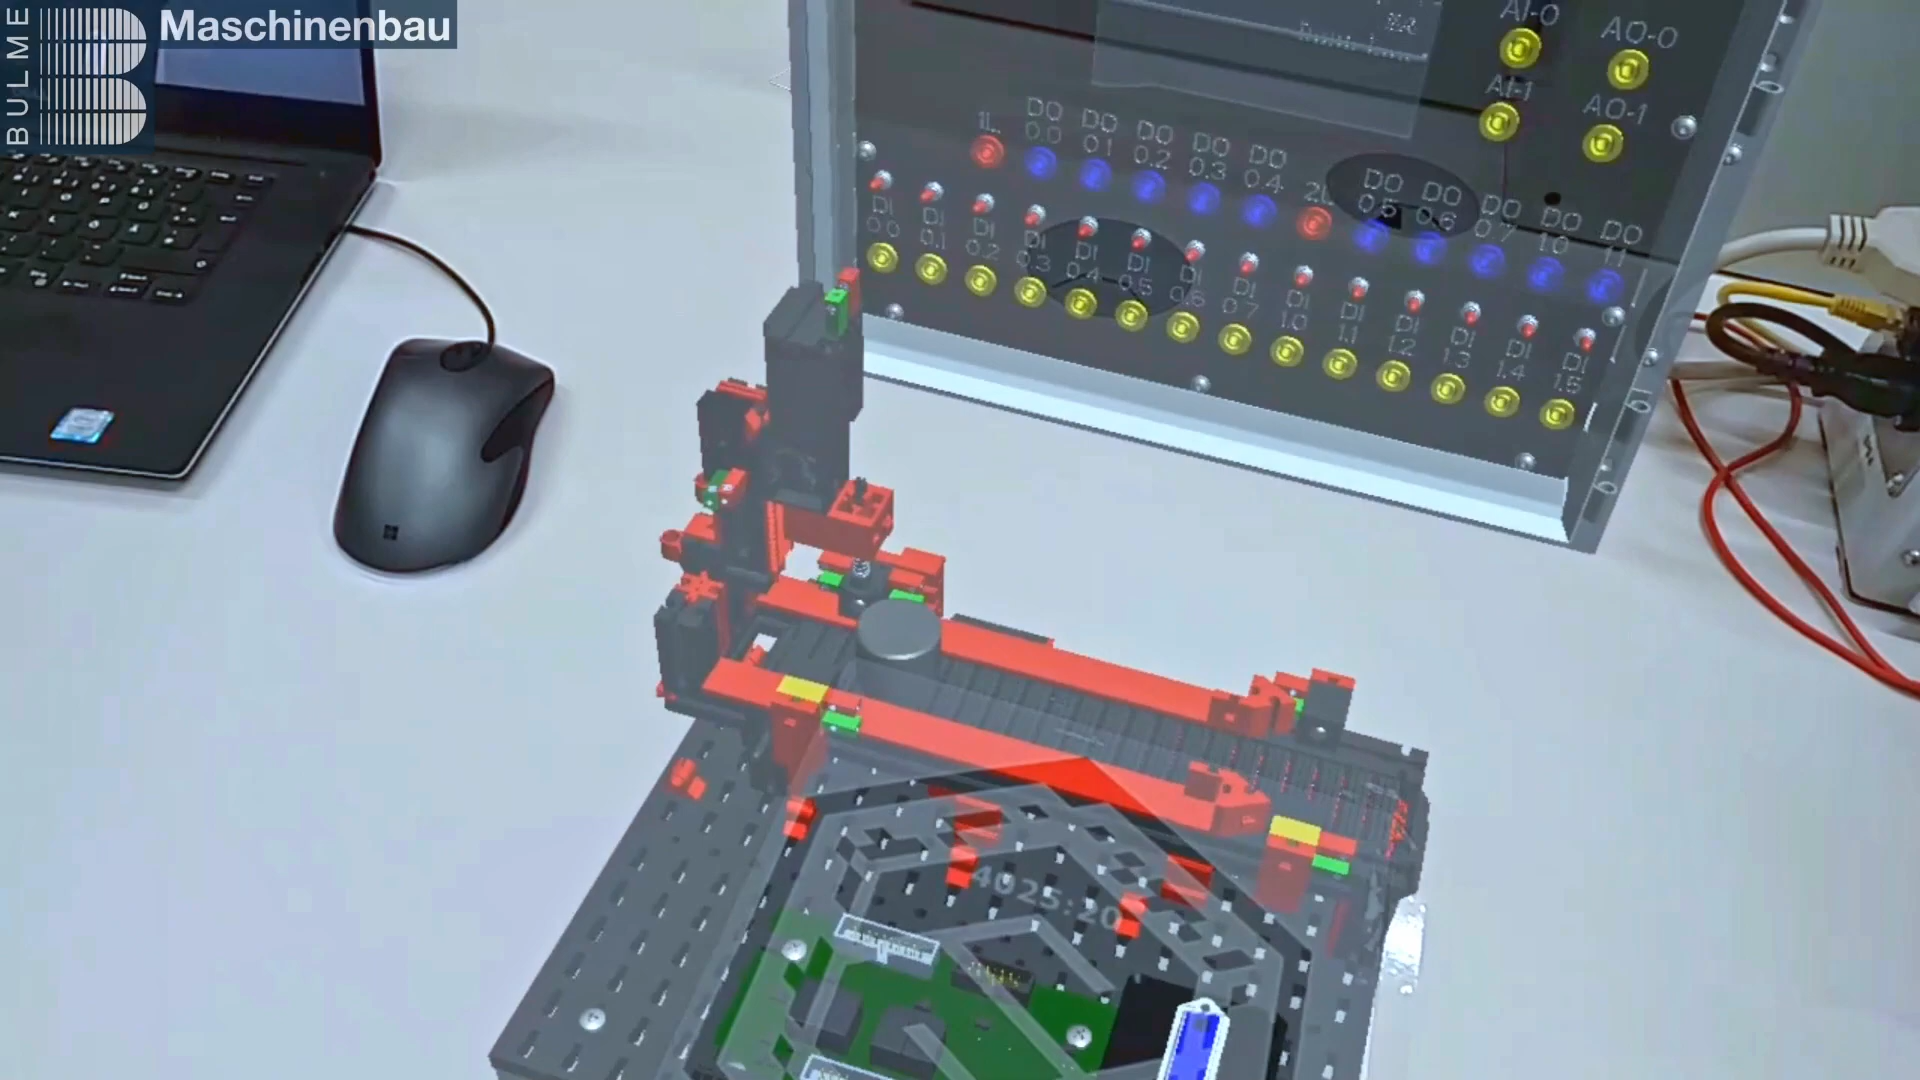 BULME
Maschinenbau
AI-0
AQ-0
AI-1
AO-1
1L
DO 0.0
DO 0.1
DO 0.2
DO 0.3
DO 0.4
2L
DO 0.5
DO 0.6
DO 0.7
DO 1.0
DO 1.1
DI 0.0
DI 0.1
DI 0.2
DI 0.3
DI 0.4
DI 0.5
DI 0.6
DI 0.7
DI 1.0
DI 1.1
DI 1.2
DI 1.3
DI 1.4
DI 1.5
4025:20